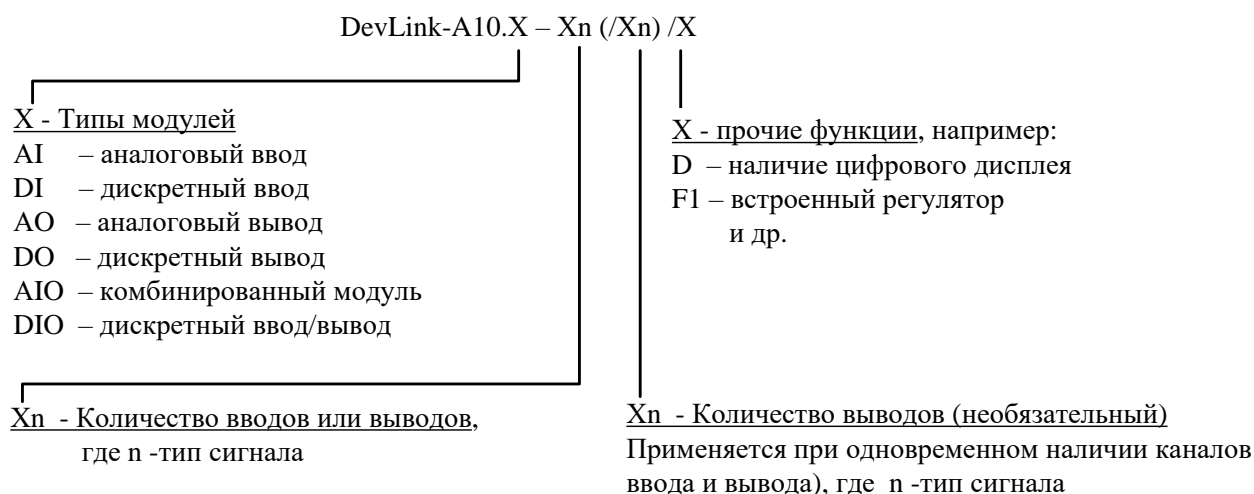 DevLink-A10.X – Xn (/Xn) /X
X - Типы модулей
AI – аналоговый ввод
DI – дискретный ввод
AO – аналоговый вывод
DO – дискретный вывод
AIO – комбинированный модуль
DIO – дискретный ввод/вывод
X - прочие функции, например:
D – наличие цифрового дисплея
F1 – встроенный регулятор
и др.
Xn - Количество вводов или выводов,
где n -тип сигнала
Xn - Количество выводов (необязательный)
Применяется при одновременном наличии каналов
ввода и вывода), где n -тип сигнала